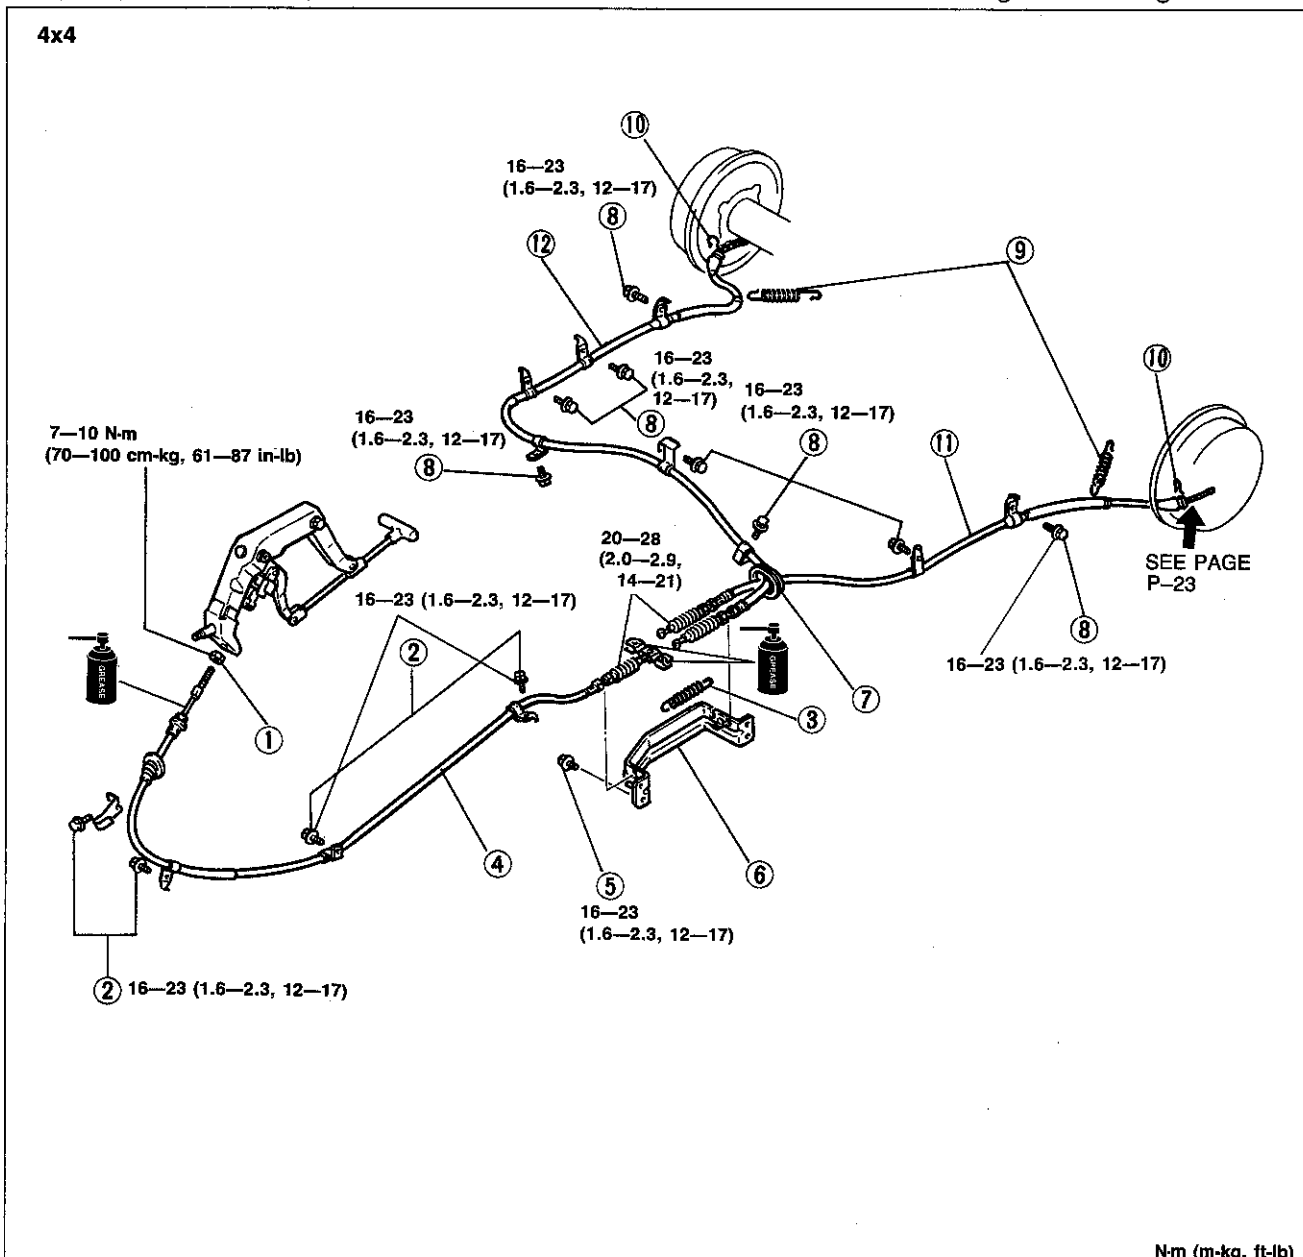 4x4
10
16—23
(1.6—2.3, 12—17)
8
12
9
16—23
(1.6—2.3,
12—17)
8
10
16—23
(1.6—2.3, 12—17)
16—23
(1.6—2.3, 12—17)
8
8
11
7—10 N·m
(70—100 cm-kg, 61—87 in-lb)
20—28
(2.0—2.9,
14—21)
SEE PAGE
P–23
16—23 (1.6—2.3, 12—17)
2
8
16—23 (1.6—2.3, 12—17)
GREASE
GREASE
1
3
7
4
5
6
16—23
(1.6—2.3, 12—17)
2 16—23 (1.6—2.3, 12—17)
N·m (m-kg, ft-lb)